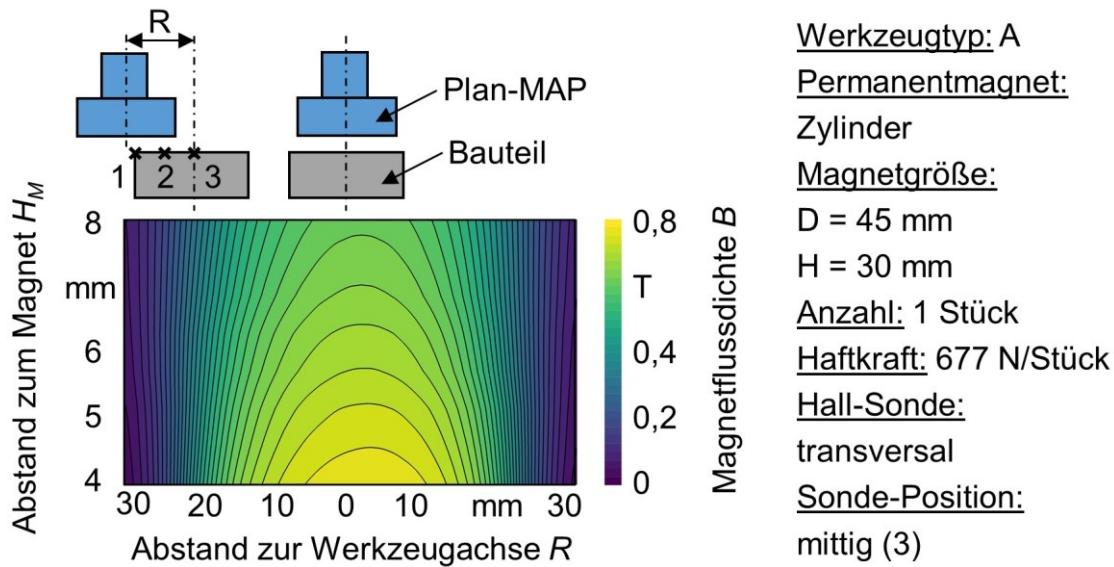 R
Plan-MAP
Bauteil
1 2 3
Abstand zum Magnet H_M
8
mm
6
5
4
30 20 10 0 10 mm 30
Abstand zur Werkzeugachse R
0,8
T
0,4
0,2
0
Magnetflussdichte B
Werkzeugtyp: A
Permanentmagnet:
Zylinder
Magnetgröße:
D = 45 mm
H = 30 mm
Anzahl: 1 Stück
Haftkraft: 677 N/Stück
Hall-Sonde:
transversal
Sonde-Position:
mittig (3)